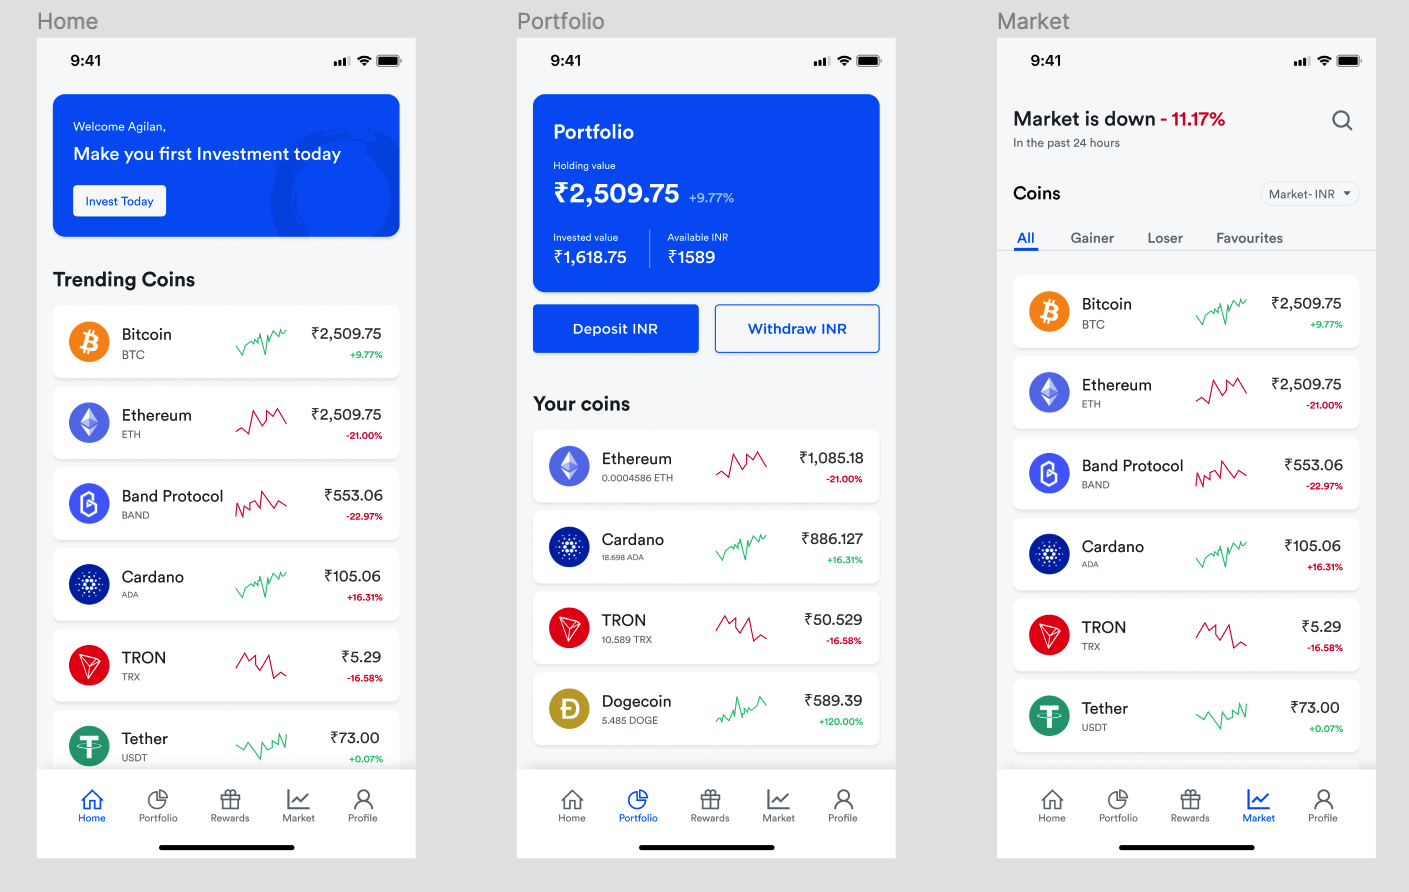 Home
9:41
Welcome Agilan,
Make you first Investment today
Invest Today
Trending Coins
Bitcoin
BTC
₹2,509.75
+9.77%
Ethereum
ETH
₹2,509.75
-21.00%
Band Protocol
BAND
₹553.06
-22.97%
Cardano
ADA
₹105.06
+16.31%
TRON
TRX
₹5.29
-16.58%
Tether
USDT
₹73.00
+0.07%
Home
Portfolio
Rewards
Market
Profile
Portfolio
9:41
Portfolio
Holding value
₹2,509.75 +9.77%
Invested value
₹1,618.75
Available INR
₹1589
Deposit INR
Withdraw INR
Your coins
Ethereum
0.0004586 ETH
₹1,085.18
-21.00%
Cardano
18.698 ADA
₹886.127
+16.31%
TRON
10.589 TRX
₹50.529
-16.58%
Dogecoin
5.485 DOGE
₹589.39
+120.00%
Home
Portfolio
Rewards
Market
Profile
Market
9:41
Market is down - 11.17%
In the past 24 hours
Coins
Market- INR
All
Gainer
Loser
Favourites
Bitcoin
BTC
₹2,509.75
+9.77%
Ethereum
ETH
₹2,509.75
-21.00%
Band Protocol
BAND
₹553.06
-22.97%
Cardano
ADA
₹105.06
+16.31%
TRON
TRX
₹5.29
-16.58%
Tether
USDT
₹73.00
+0.07%
Home
Portfolio
Rewards
Market
Profile